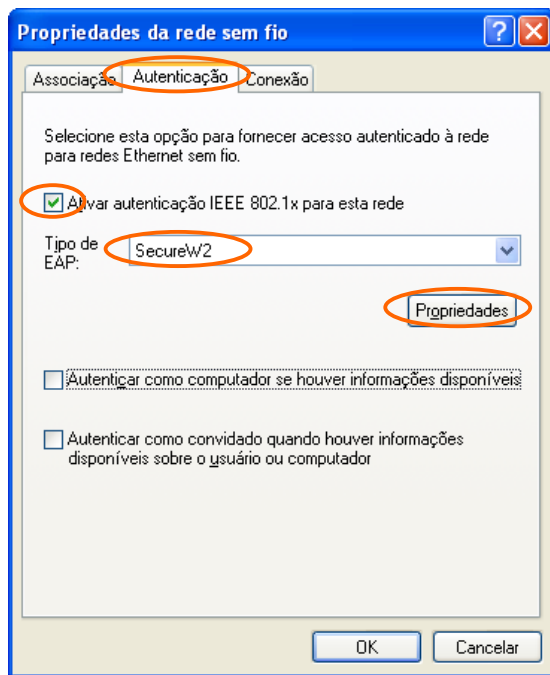 Propriedades da rede sem fio
Associação Autenticação Conexão
Selecione esta opção para fornecer acesso autenticado à rede
para redes Ethernet sem fio.
Ativar autenticação IEEE 802.1x para esta rede
Tipo de
EAP:
SecureW2
Propriedades
Autenticar como computador se houver informações disponíveis
Autenticar como convidado quando houver informações
disponíveis sobre o usuário ou computador
OK Cancelar